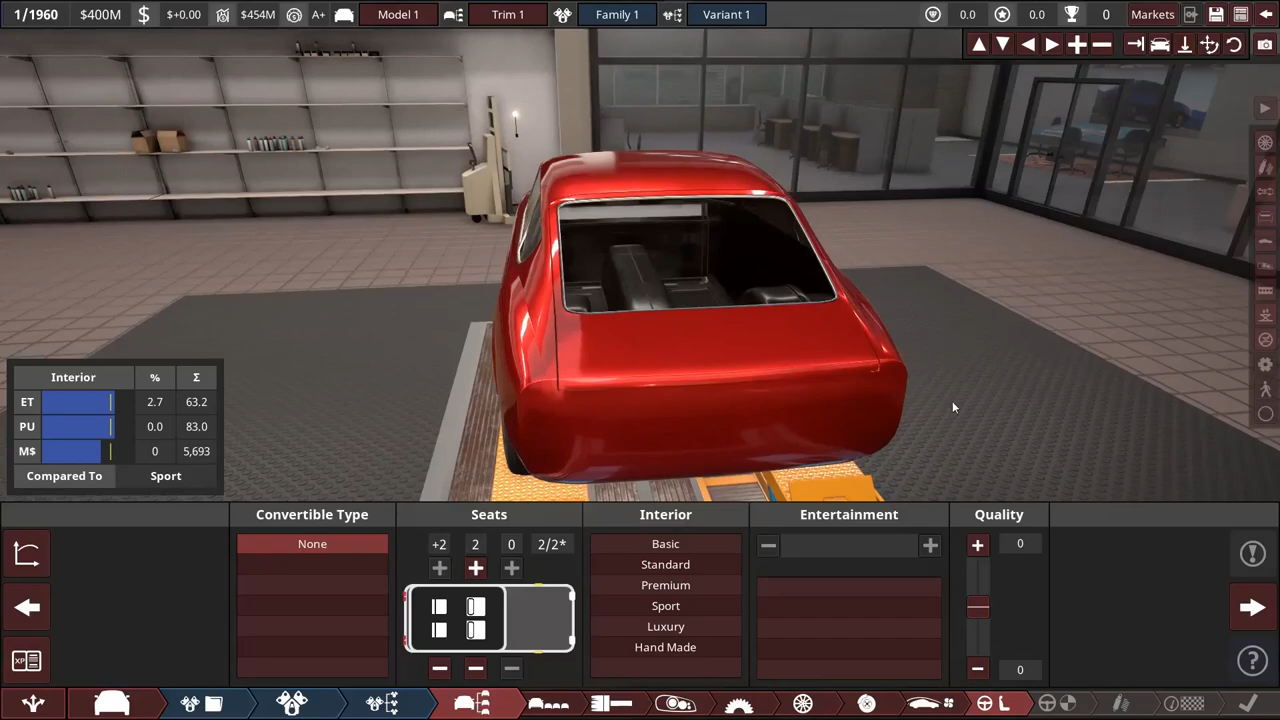 1/1960 $400M $+0.00 $454M A+ Model 1 Trim 1 Family 1 Variant 1 0.0 0.0 0 Markets
Interior % Σ
ET 2.7 63.2
PU 0.0 83.0
M$ 0 5,693
Compared To Sport
Convertible Type Seats Interior Entertainment Quality
None +2 2 0 2/2* Basic 0
Standard
Premium
Sport
Luxury
Hand Made
0
XP